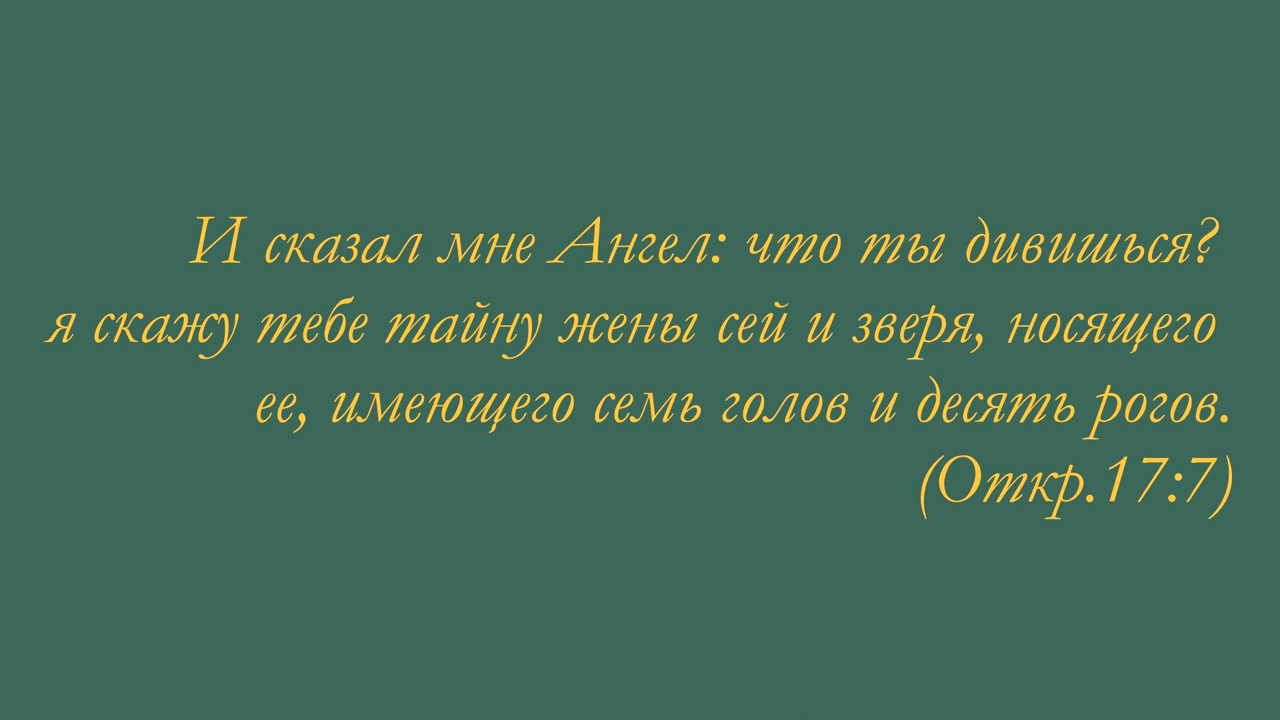 И сказал мне Ангел: что ты дивишься?
я скажу тебе тайну жены сей и зверя, носящего
ее, имеющего семь голов и десять рогов.
(Откр.17:7)